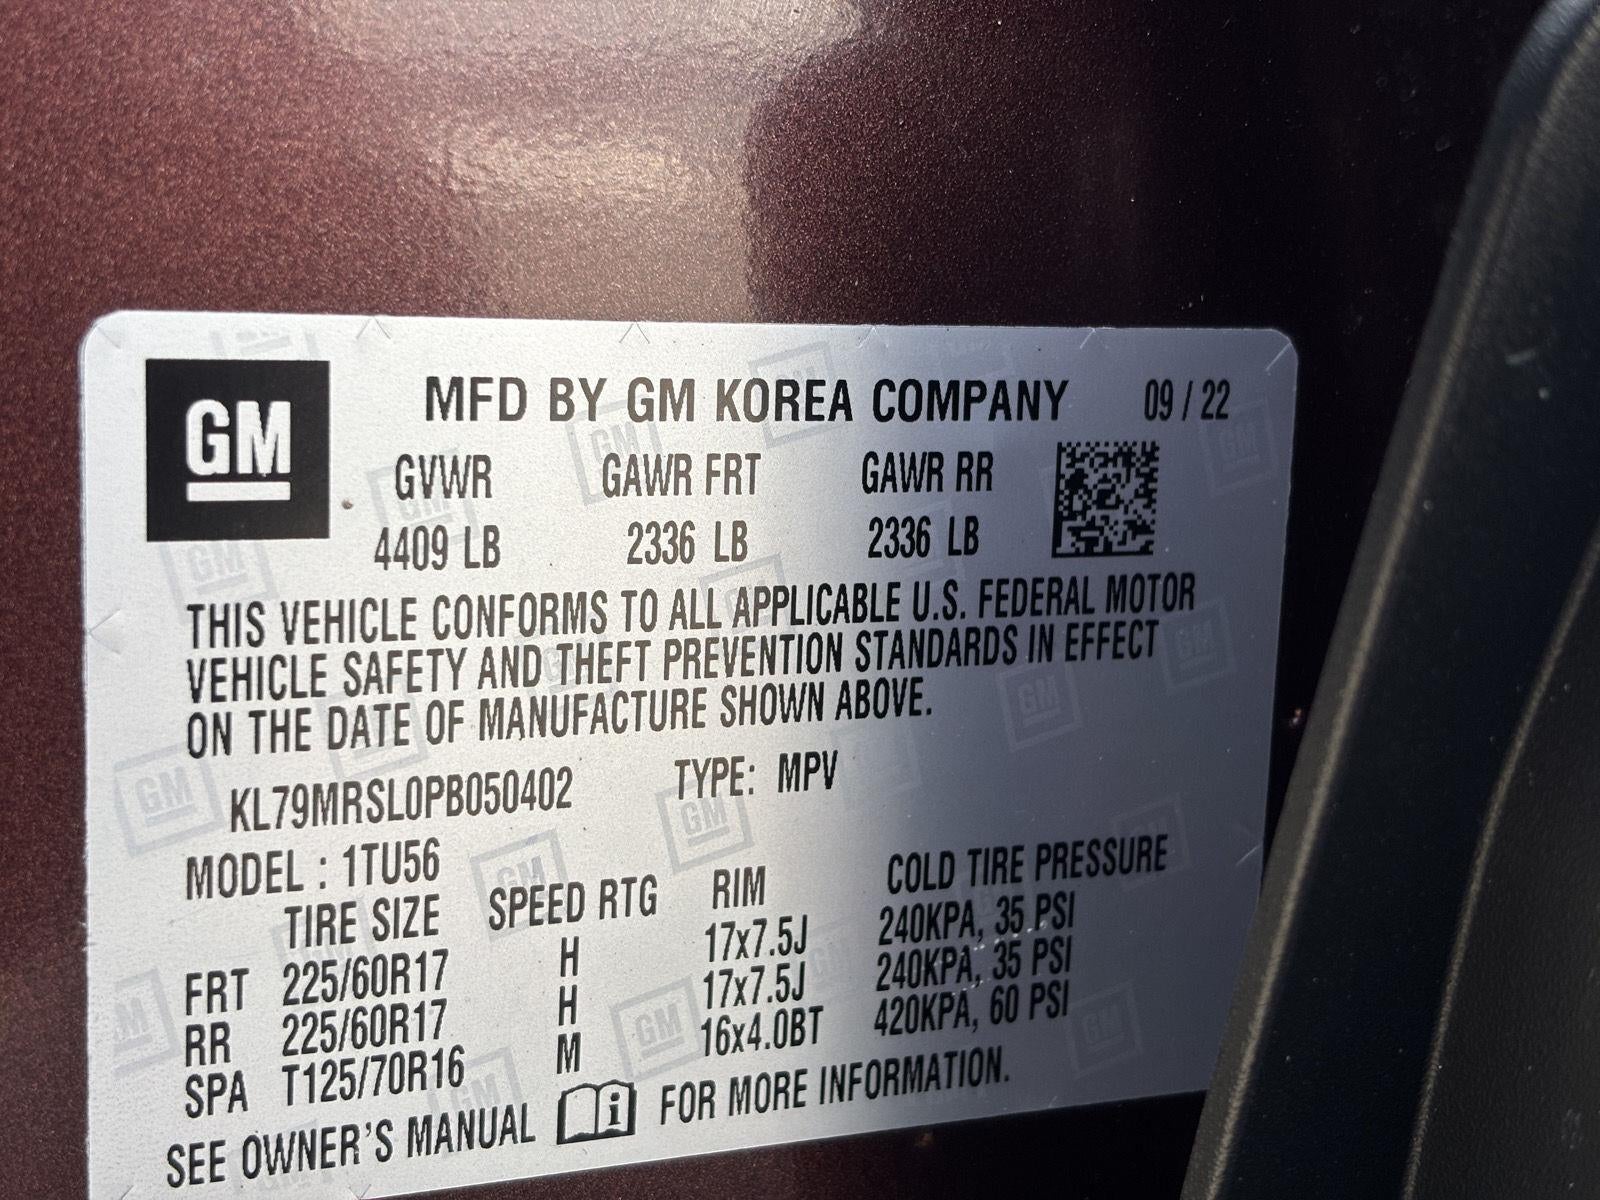 GM
MFD BY GM KOREA COMPANY 09 / 22
GVWR GAWR FRT GAWR RR
4409 LB 2336 LB 2336 LB
THIS VEHICLE CONFORMS TO ALL APPLICABLE U.S. FEDERAL MOTOR
VEHICLE SAFETY AND THEFT PREVENTION STANDARDS IN EFFECT
ON THE DATE OF MANUFACTURE SHOWN ABOVE.
KL79MRSL0PB050402 TYPE: MPV
MODEL : 1TU56
TIRE SIZE SPEED RTG RIM COLD TIRE PRESSURE
FRT 225/60R17 H 17x7.5J 240KPA, 35 PSI
RR 225/60R17 H 17x7.5J 240KPA, 35 PSI
SPA T125/70R16 M 16x4.0BT 420KPA, 60 PSI
SEE OWNER'S MANUAL i FOR MORE INFORMATION.